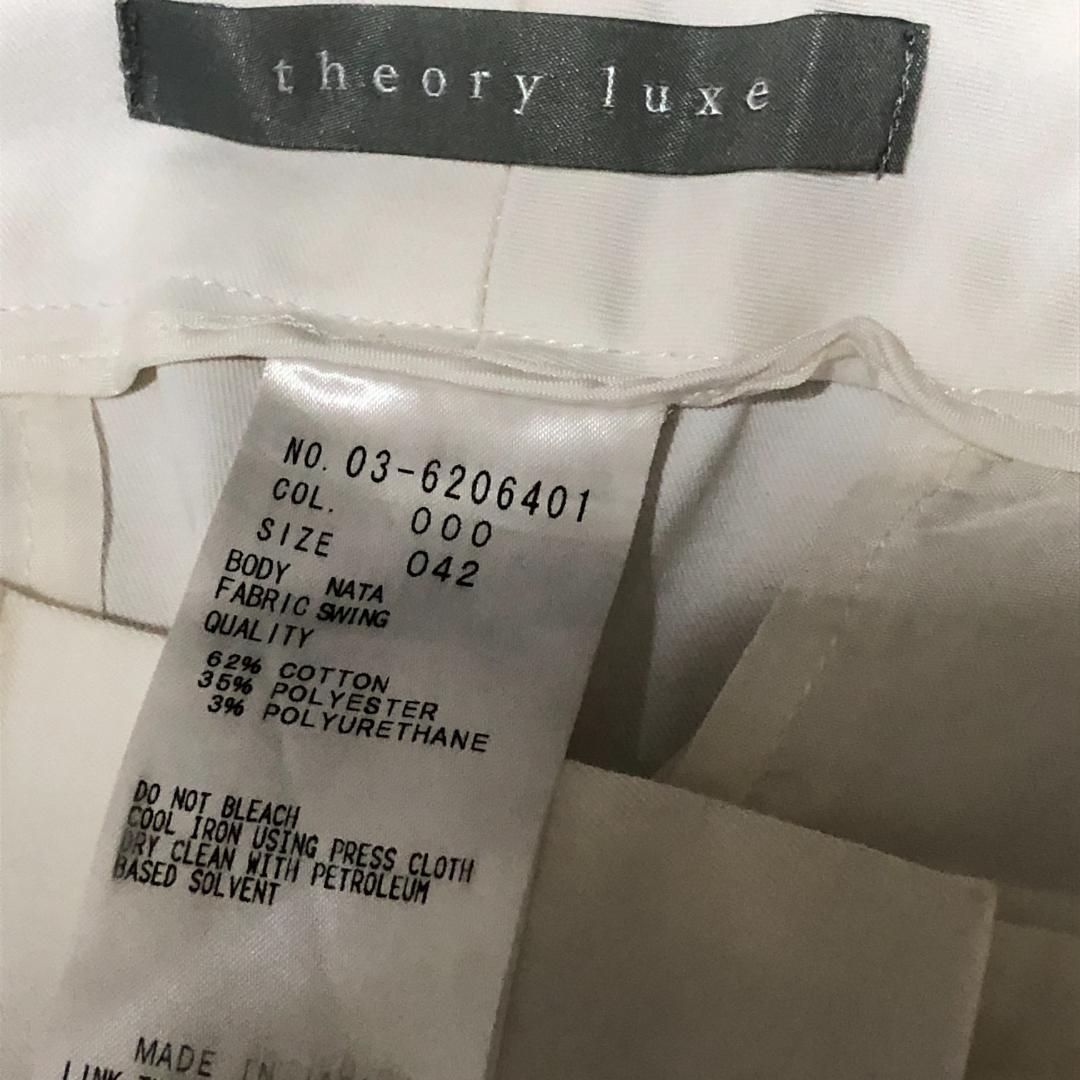 theory luxe
NO. 03-6206401
COL. 000
SIZE 042
BODY NATA
FABRIC SWING
QUALITY
62% COTTON
35% POLYESTER
3% POLYURETHANE
DO NOT BLEACH
COOL IRON USING PRESS CLOTH
DRY CLEAN WITH PETROLEUM
BASED SOLVENT
MADE IN
LINK